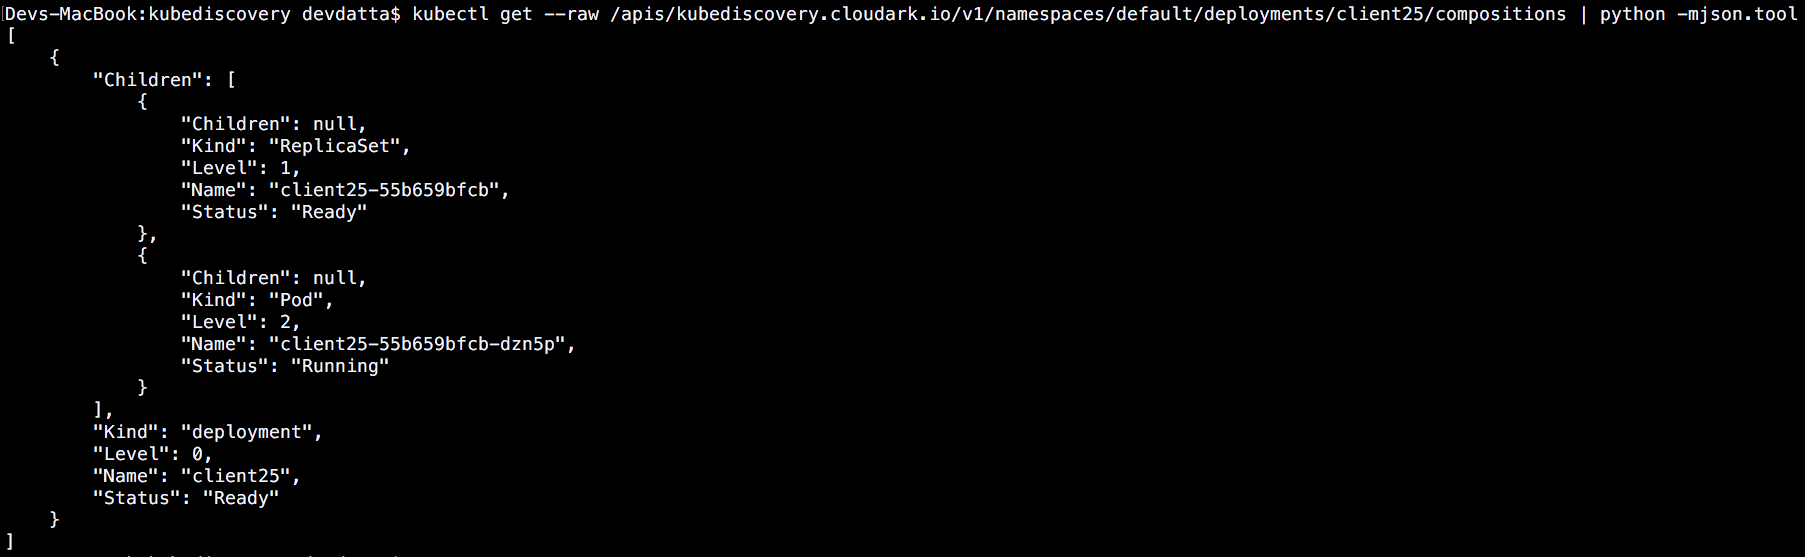 Devs-MacBook:kubediscovery devdatta$ kubectl get --raw /apis/kubediscovery.cloudark.io/v1/namespaces/default/deployments/client25/compositions | python -mjson.tool
[
    {
        "Children": [
            {
                "Children": null,
                "Kind": "ReplicaSet",
                "Level": 1,
                "Name": "client25-55b659bfcb",
                "Status": "Ready"
            },
            {
                "Children": null,
                "Kind": "Pod",
                "Level": 2,
                "Name": "client25-55b659bfcb-dzn5p",
                "Status": "Running"
            }
        ],
        "Kind": "deployment",
        "Level": 0,
        "Name": "client25",
        "Status": "Ready"
    }
]